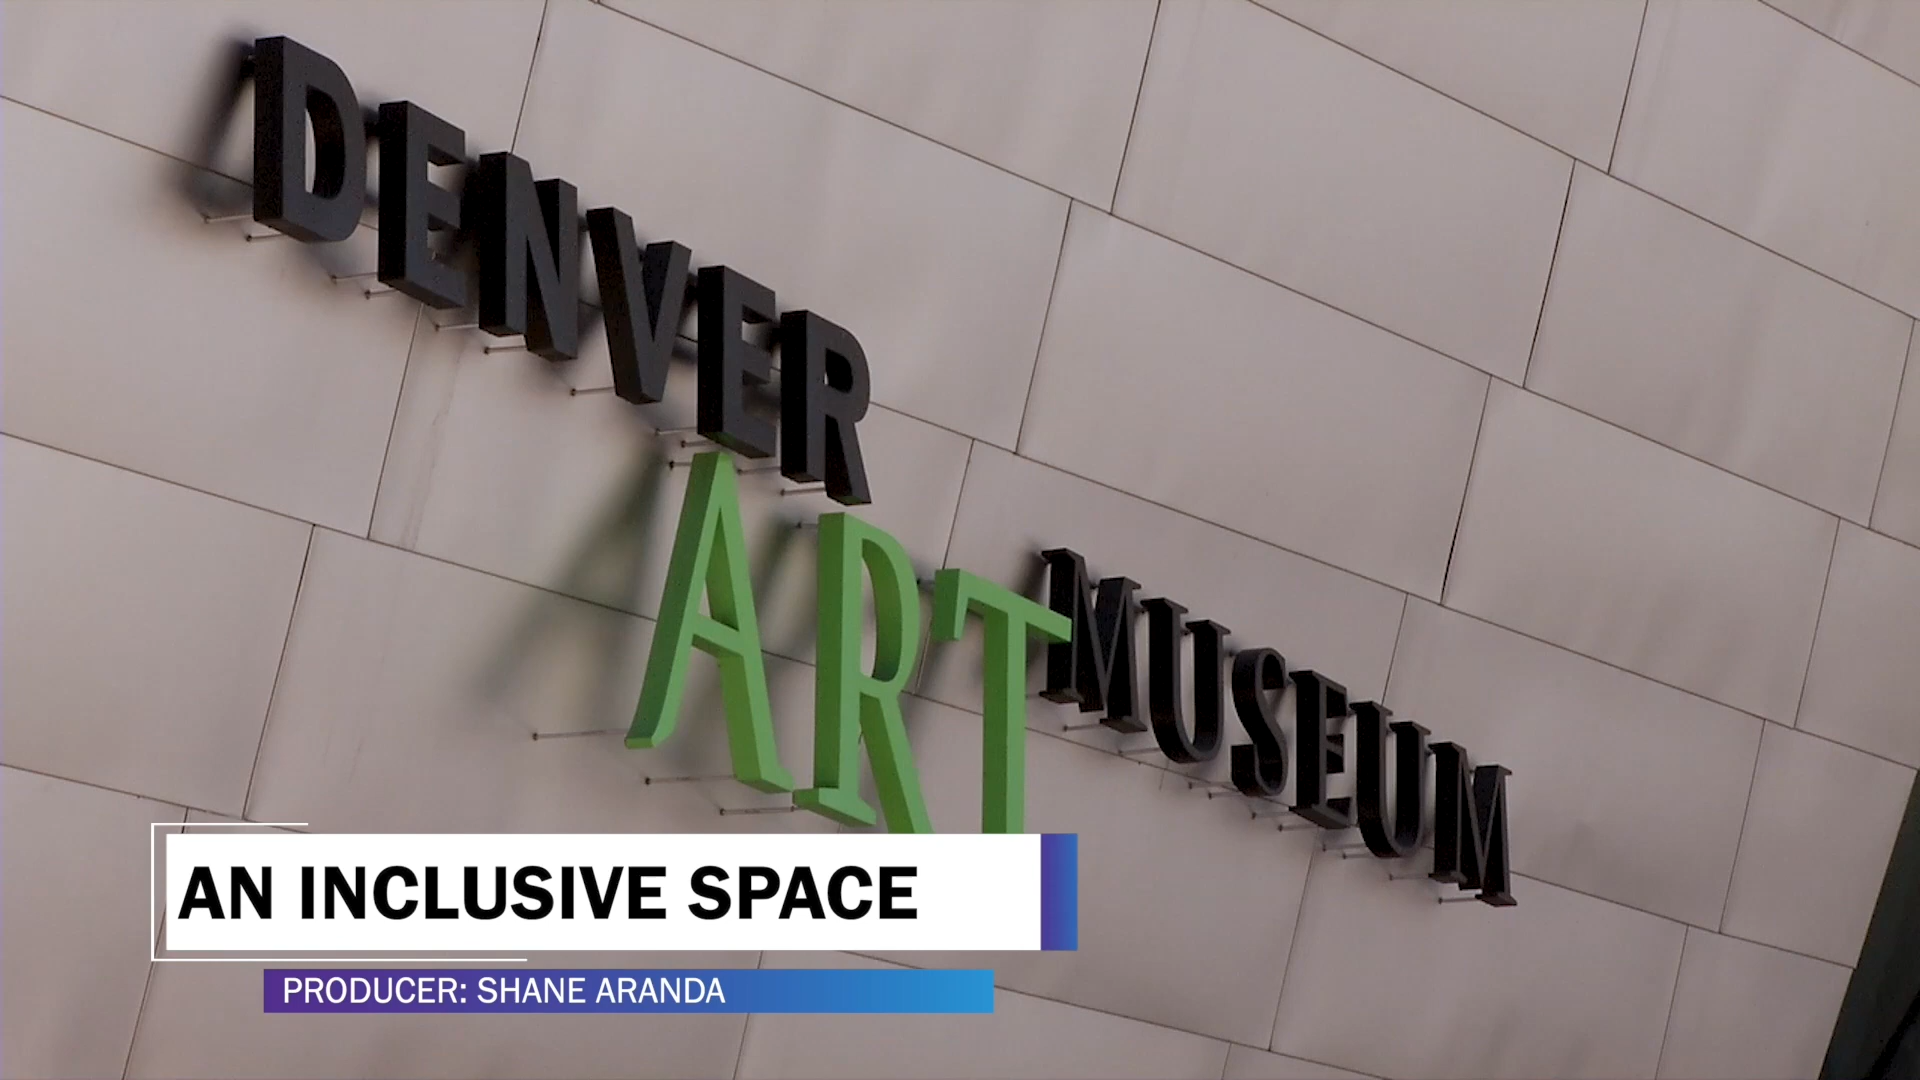 DENVER
ART
MUSEUM
AN INCLUSIVE SPACE
PRODUCER: SHANE ARANDA